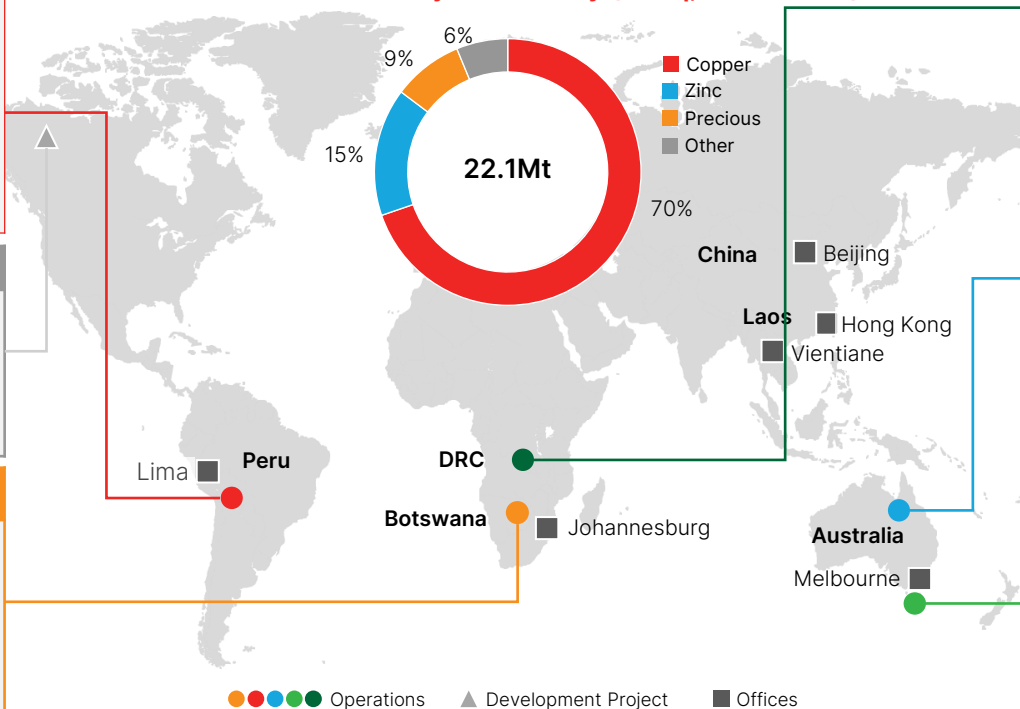 6%
9%
15%
22.1Mt
70%
Copper
Zinc
Precious
Other
China
Beijing
Laos
Hong Kong
Vientiane
Lima
Peru
DRC
Botswana
Johannesburg
Australia
Melbourne
Operations
Development Project
Offices